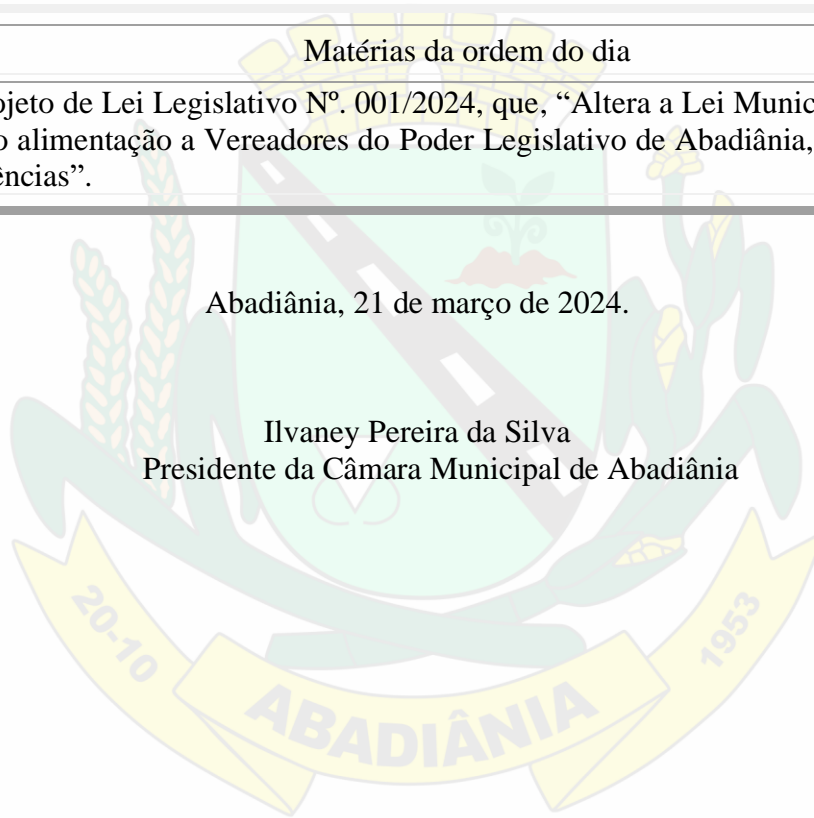 Matérias da ordem do dia
ojeto de Lei Legislativo Nº. 001/2024, que, “Altera a Lei Munic
o alimentação a Vereadores do Poder Legislativo de Abadiânia,
ências”.
Abadiânia, 21 de março de 2024.
Ilvaney Pereira da Silva
Presidente da Câmara Municipal de Abadiânia
20-10
ABADIÂNIA
1953